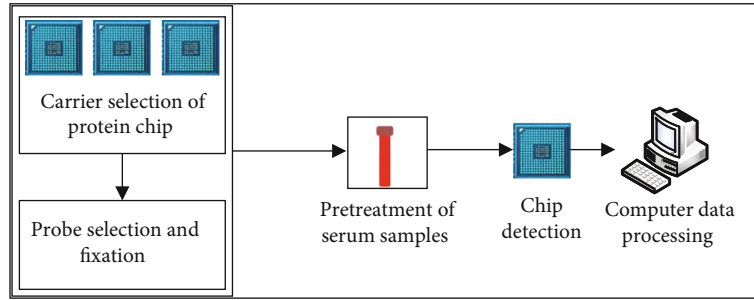 Carrier selection of
protein chip
Probe selection and
fixation
Pretreatment of
serum samples
Chip
detection
Computer data
processing